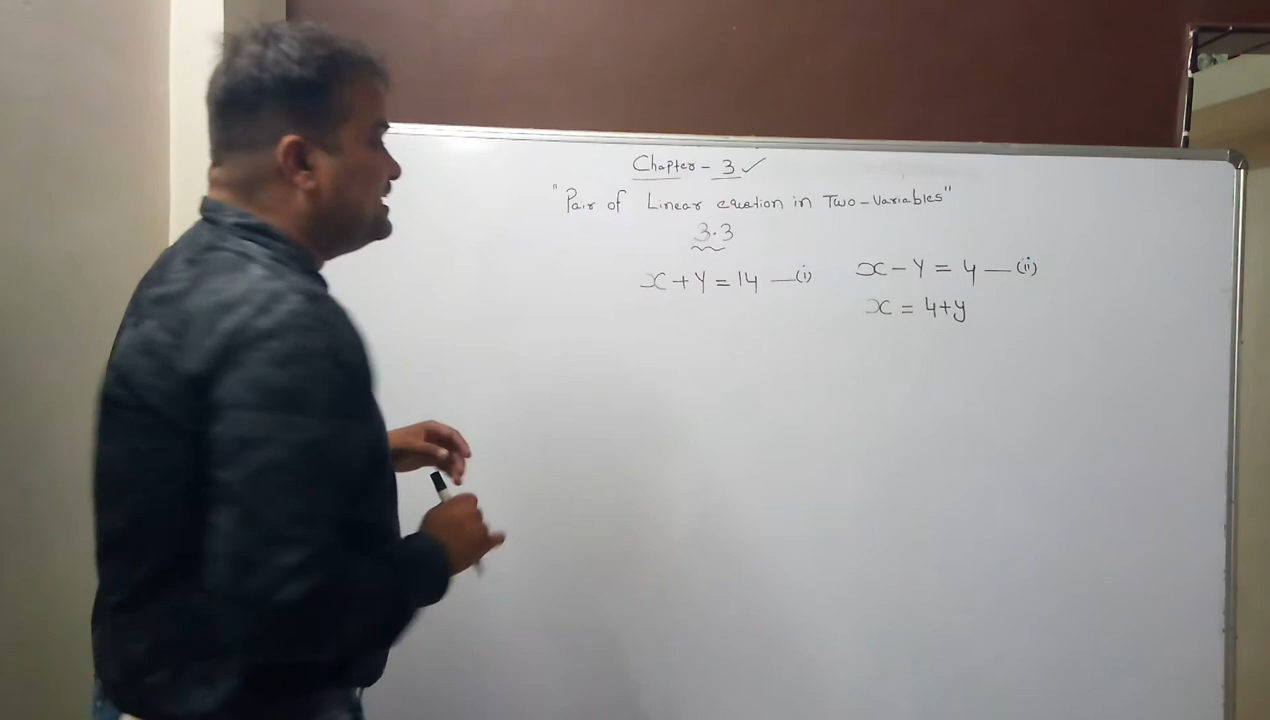 Chapter - 3 ✓
"Pair of Linear equation in Two-Variables"
3.3
x + y = 14 —(i)
x - y = 4 —(ii)
x = 4+y